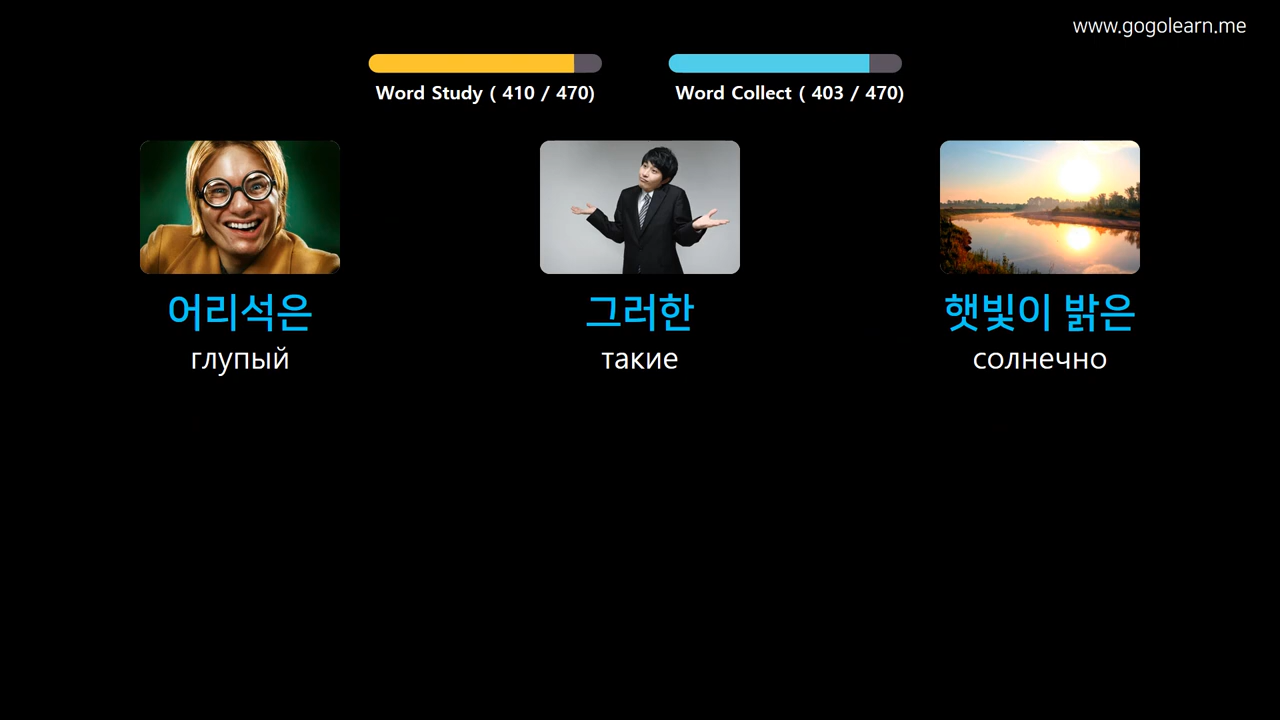 www.gogolearn.me
Word Study ( 410 / 470)
Word Collect ( 403 / 470)
어리석은
그러한
햇빛이 밝은
глупый
такие
солнечно